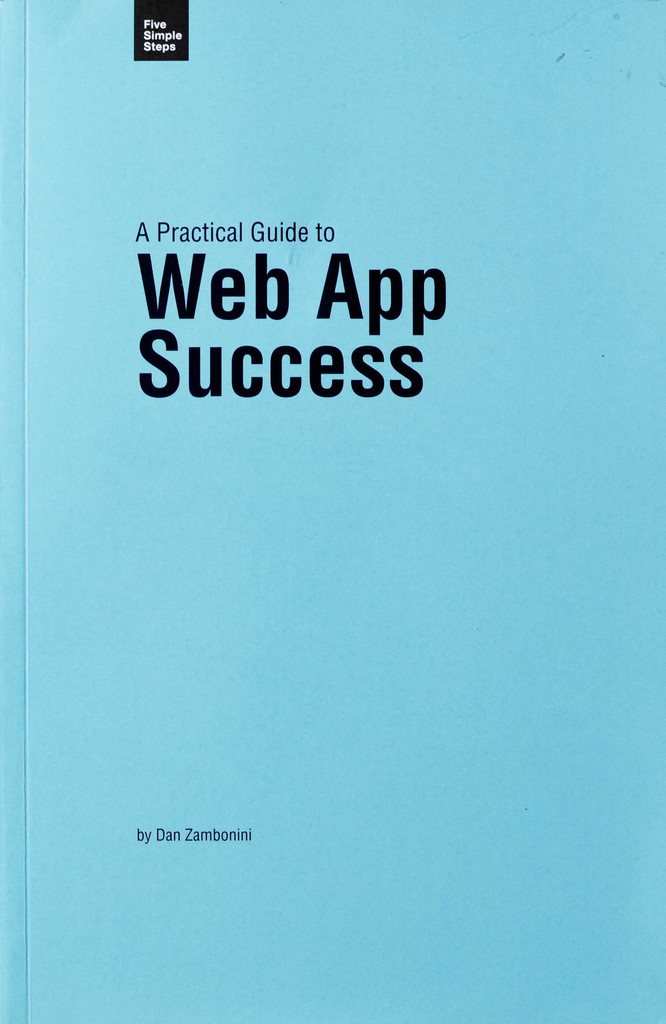 Five
Simple
Steps
A Practical Guide to
Web App
Success
by Dan Zambonini